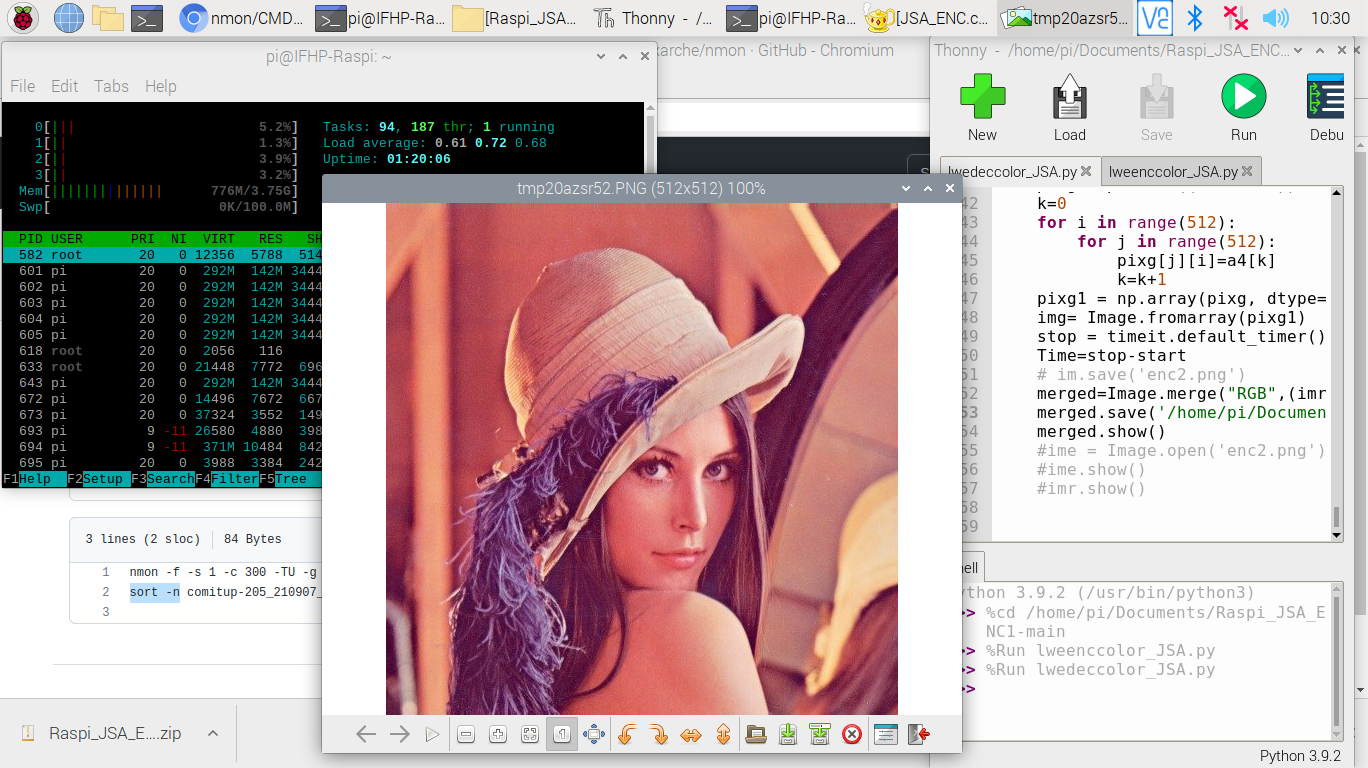 nmon/CMD...
pi@IFHP-Ra...
[Raspi_JSA...
Thonny - /...
pi@IFHP-Ra...
[JSA_ENC.c...
tmp20azsr5...
10:30
pi@IFHP-Raspi: ~
File Edit Tabs Help
0[||| 5.2%]
1[|| 1.3%]
2[|| 3.9%]
3[|| 3.2%]
Mem[|||||||||||||| 776M/3.75G]
Swp[ 0K/100.0M]
Tasks: 94, 187 thr; 1 running
Load average: 0.61 0.72 0.68
Uptime: 01:20:06
PID USER PRI NI VIRT RES SH
582 root 20 0 12356 5788 514
601 pi 20 0 292M 142M 3444
602 pi 20 0 292M 142M 3444
603 pi 20 0 292M 142M 3444
604 pi 20 0 292M 142M 3444
605 pi 20 0 292M 142M 3444
618 root 20 0 2056 116
633 root 20 0 21448 7772 696
643 pi 20 0 292M 142M 3444
672 pi 20 0 14496 7672 667
673 pi 20 0 37324 3552 149
693 pi 9 -11 26580 4880 398
694 pi 9 -11 371M 10484 842
695 pi 20 0 3988 3384 242
F1Help F2Setup F3SearchF4FilterF5Tree
karche/nmon · GitHub - Chromium
3 lines (2 sloc) 84 Bytes
1 nmon -f -s 1 -c 300 -TU -g
2 sort -n comitup-205_210907_
3
Raspi_JSA_E....zip
tmp20azsr52.PNG (512x512) 100%
Thonny - /home/pi/Documents/Raspi_JSA_ENC...
New Load Save Run Debu
lwedeccolor_JSA.py lweenccolor_JSA.py
42 k=0
43 for i in range(512):
44 for j in range(512):
45 pixg[j][i]=a4[k]
46 k=k+1
47 pixg1 = np.array(pixg, dtype=
48 img= Image.fromarray(pixg1)
49 stop = timeit.default_timer()
50 Time=stop-start
51 # im.save('enc2.png')
52 merged=Image.merge("RGB",(imr
53 merged.save('/home/pi/Documen
54 merged.show()
55 #ime = Image.open('enc2.png')
56 #ime.show()
57 #imr.show()
58
59
ell
ython 3.9.2 (/usr/bin/python3)
>> %cd /home/pi/Documents/Raspi_JSA_E
NC1-main
>> %Run lweenccolor_JSA.py
>> %Run lwedeccolor_JSA.py
>>
Python 3.9.2